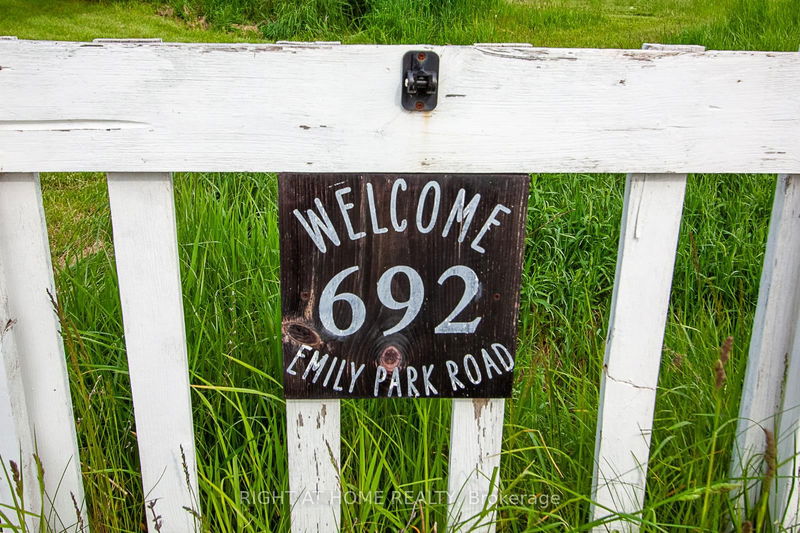 WELCOME
692
EMILY PARK ROAD
RIGHT AT HOME REALTY, Brokerage